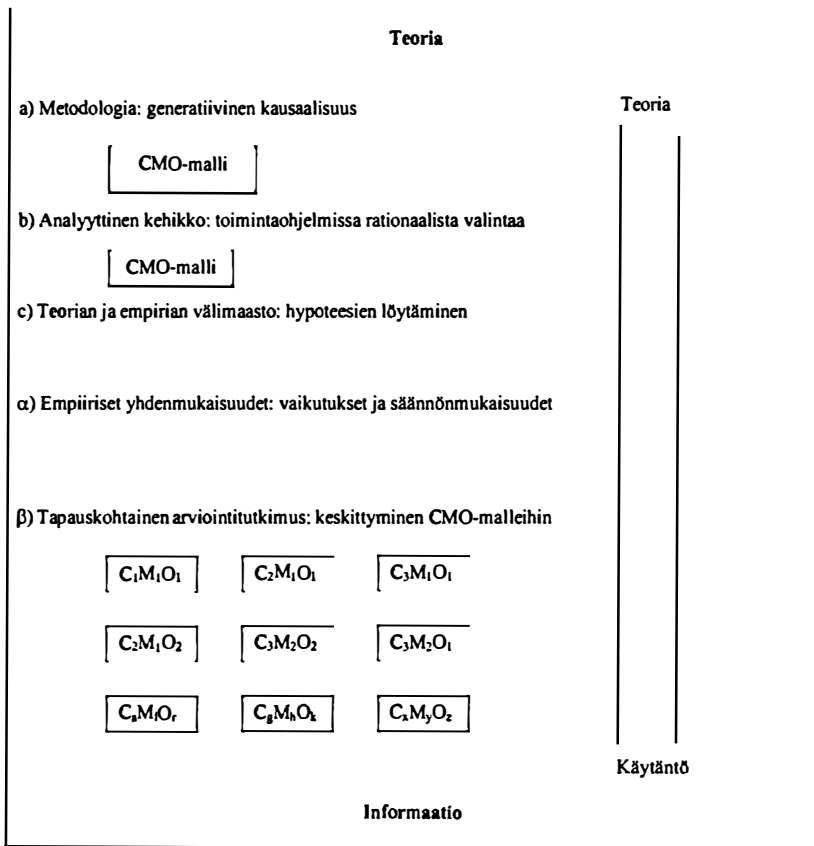 Teoria
a) Metodologia: generatiivinen kausaalisuus
Teoria
CMO-malli
b) Analyyttinen kehikko: toimintaohjelmissa rationaalista valintaa
CMO-malli
c) Teorian ja empirian välimaasto: hypoteesien löytäminen
α) Empiiriset yhdenmukaisuudet: vaikutukset ja säännönmukaisuudet
β) Tapauskohtainen arviointitutkimus: keskittyminen CMO-malleihin
C₁M₁O₁ C₂M₁O₁ C₃M₁O₁
C₂M₁O₂ C₃M₂O₂ C₃M₂O₁
CₓMᵧO_z
Käytäntö
Informaatio